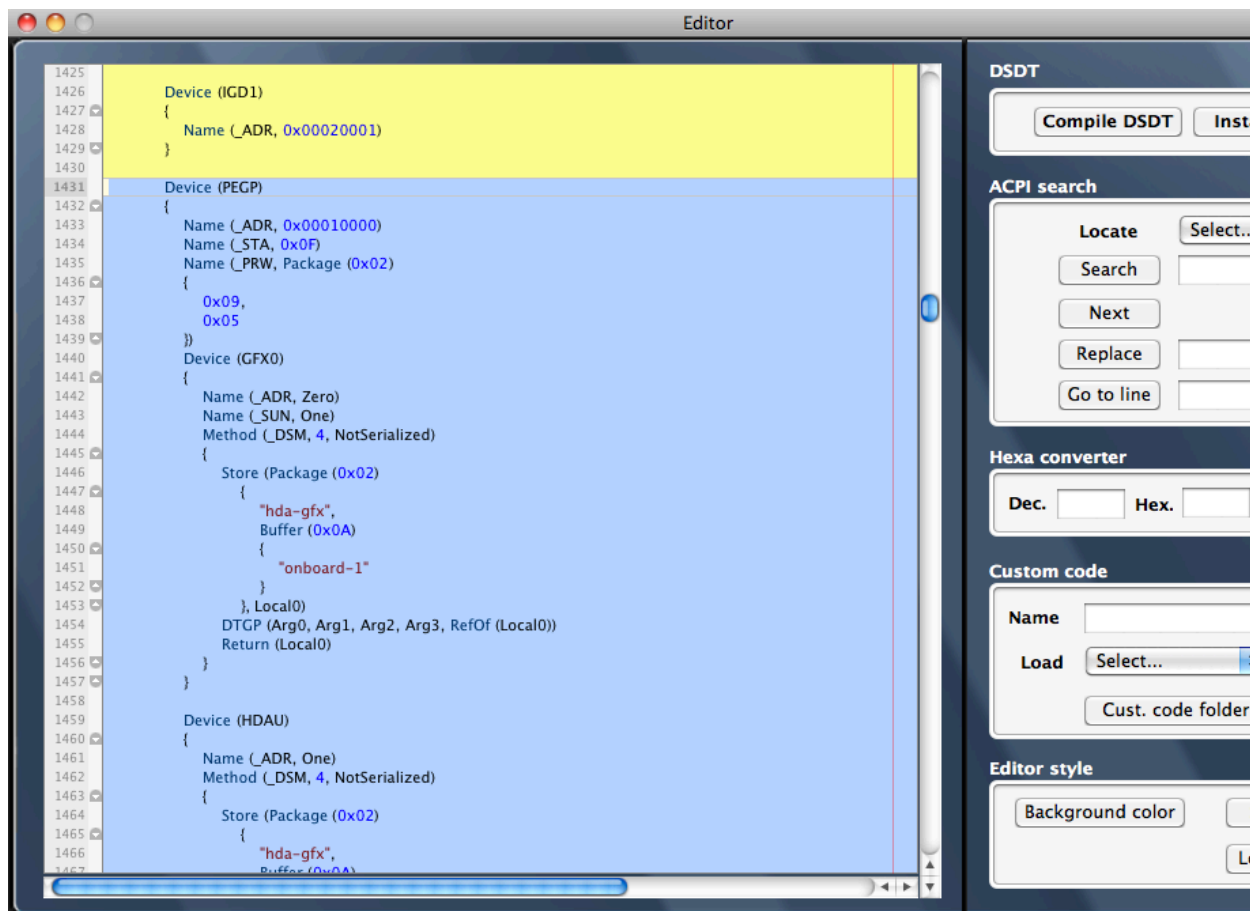 Editor
1425
1426 Device (IGD1)
1427 {
1428 Name (_ADR, 0x00020001)
1429 }
1430
1431 Device (PEGP)
1432 {
1433 Name (_ADR, 0x00010000)
1434 Name (_STA, 0x0F)
1435 Name (_PRW, Package (0x02)
1436 {
1437 0x09,
1438 0x05
1439 })
1440 Device (GFX0)
1441 {
1442 Name (_ADR, Zero)
1443 Name (_SUN, One)
1444 Method (_DSM, 4, NotSerialized)
1445 {
1446 Store (Package (0x02)
1447 {
1448 "hda-gfx",
1449 Buffer (0x0A)
1450 {
1451 "onboard-1"
1452 }
1453 }, Local0)
1454 DTGP (Arg0, Arg1, Arg2, Arg3, RefOf (Local0))
1455 Return (Local0)
1456 }
1457 }
1458
1459 Device (HDAU)
1460 {
1461 Name (_ADR, One)
1462 Method (_DSM, 4, NotSerialized)
1463 {
1464 Store (Package (0x02)
1465 {
1466 "hda-gfx",
1467 Buffer (0x0A)
DSDT
Compile DSDT Inst
ACPI search
Locate Select...
Search
Next
Replace
Go to line
Hexa converter
Dec. Hex.
Custom code
Name
Load Select...
Cust. code folder
Editor style
Background color